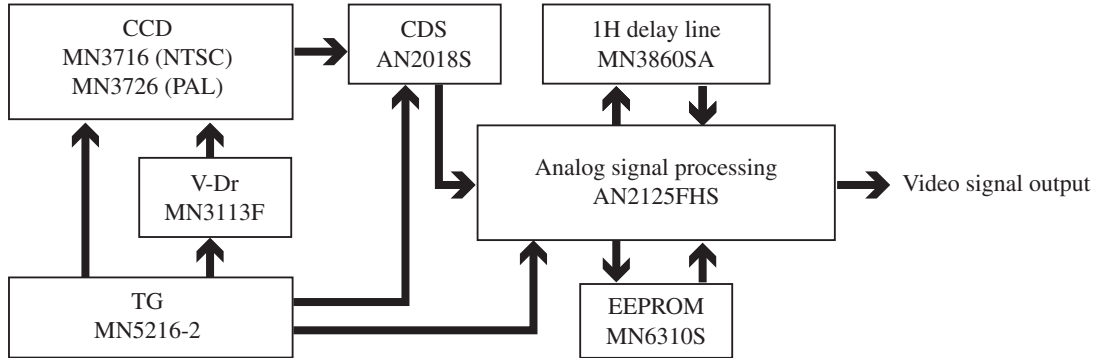 CCD
MN3716 (NTSC)
MN3726 (PAL)
CDS
AN2018S
1H delay line
MN3860SA
V-Dr
MN3113F
Analog signal processing
AN2125FHS
Video signal output
TG
MN5216-2
EEPROM
MN6310S